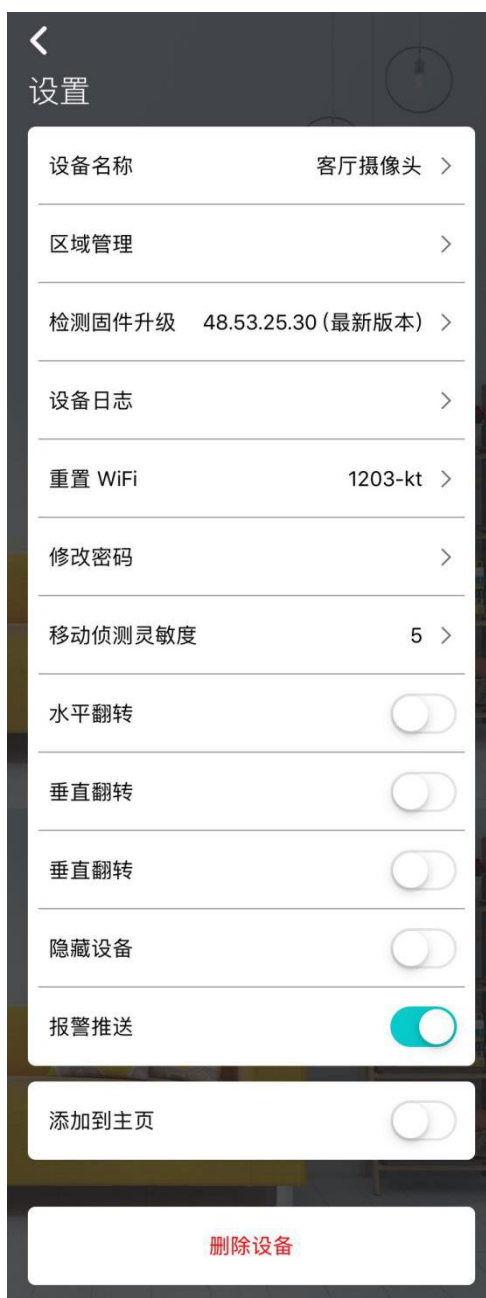 设置
设备名称 客厅摄像头
区域管理
检测固件升级 48.53.25.30 (最新版本)
设备日志
重置 WiFi 1203-kt
修改密码
移动侦测灵敏度 5
水平翻转
垂直翻转
垂直翻转
隐藏设备
报警推送
添加到主页
删除设备